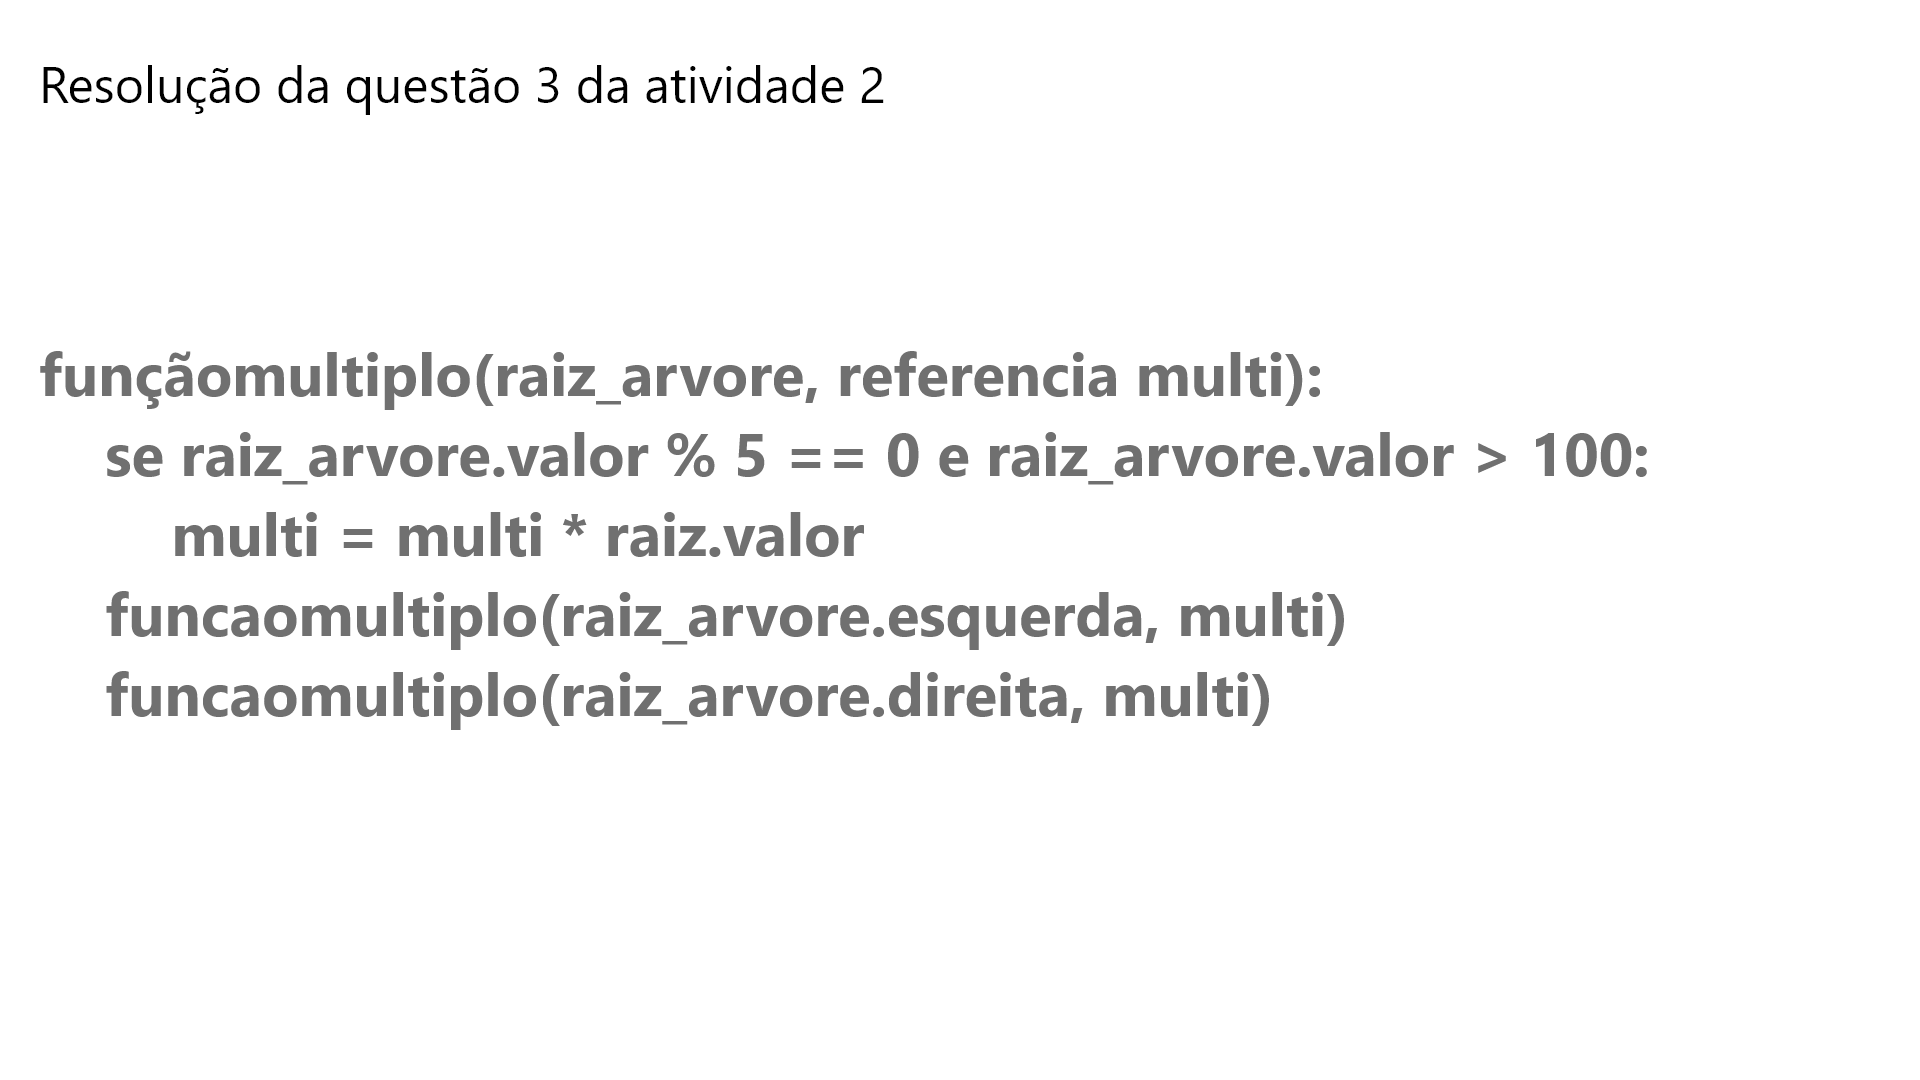 Resolução da questão 3 da atividade 2
funçãomultiplo(raiz_arvore, referencia multi):
se raiz_arvore.valor % 5 == 0 e raiz_arvore.valor > 100:
multi = multi * raiz.valor
funcaomultiplo(raiz_arvore.esquerda, multi)
funcaomultiplo(raiz_arvore.direita, multi)